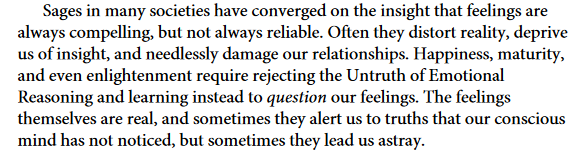 Sages in many societies have converged on the insight that feelings are
always compelling, but not always reliable. Often they distort reality, deprive
us of insight, and needlessly damage our relationships. Happiness, maturity,
and even enlightenment require rejecting the Untruth of Emotional
Reasoning and learning instead to question our feelings. The feelings
themselves are real, and sometimes they alert us to truths that our conscious
mind has not noticed, but sometimes they lead us astray.